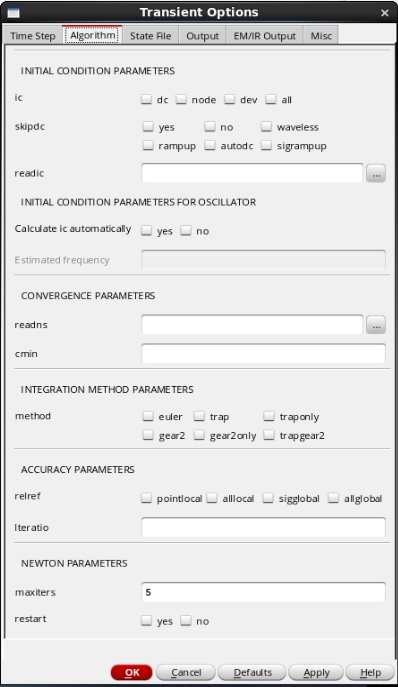 Transient Options
Time Step Algorithm State File Output EM/IR Output Misc
INITIAL CONDITION PARAMETERS
ic dc node dev all
skipdc yes no waveless
rampup autodc sigrampup
readic ...
INITIAL CONDITION PARAMETERS FOR OSCILLATOR
Calculate ic automatically yes no
Estimated frequency
CONVERGENCE PARAMETERS
readns ...
cmin
INTEGRATION METHOD PARAMETERS
method euler trap traponly
gear2 gear2only trapgear2
ACCURACY PARAMETERS
relref pointlocal alllocal sigglobal allglobal
lteratio
NEWTON PARAMETERS
maxiters 5
restart yes no
OK Cancel Defaults Apply Help